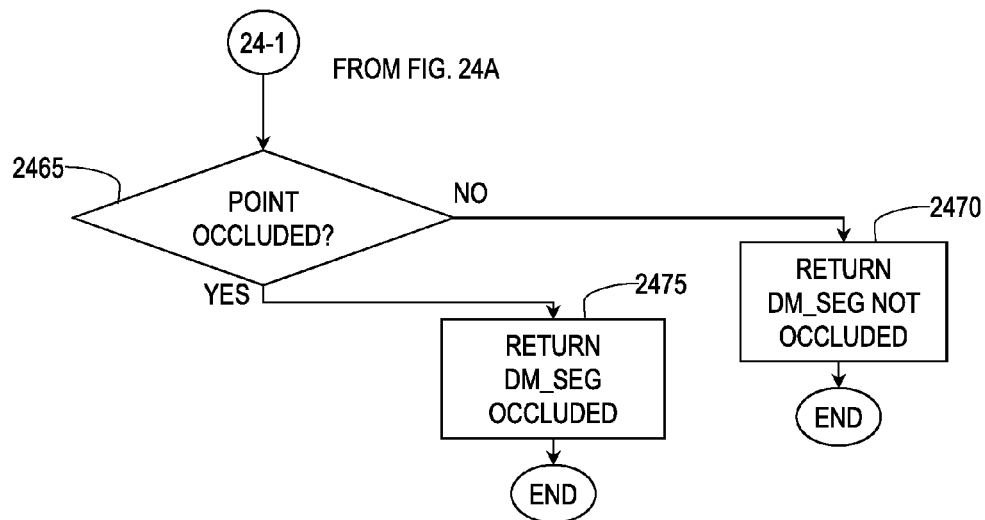 24-1
FROM FIG. 24A
2465
POINT
OCCLUDED?
NO
YES
2470
RETURN
DM_SEG NOT
OCCLUDED
END
2475
RETURN
DM_SEG
OCCLUDED
END